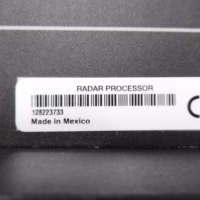 RADAR PROCESSOR
128223733
Made in Mexico